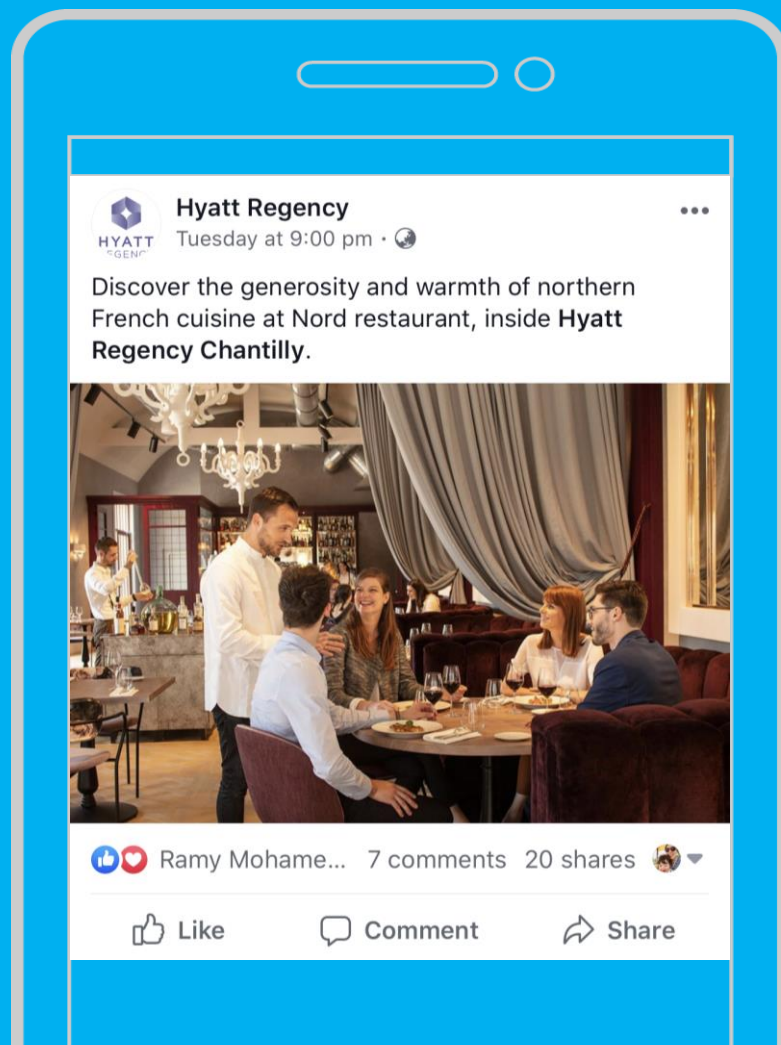 Hyatt Regency
HYATT
Tuesday at 9:00 pm ·
Discover the generosity and warmth of northern
French cuisine at Nord restaurant, inside Hyatt
Regency Chantilly.
Ramy Mohame... 7 comments 20 shares
Like Comment Share